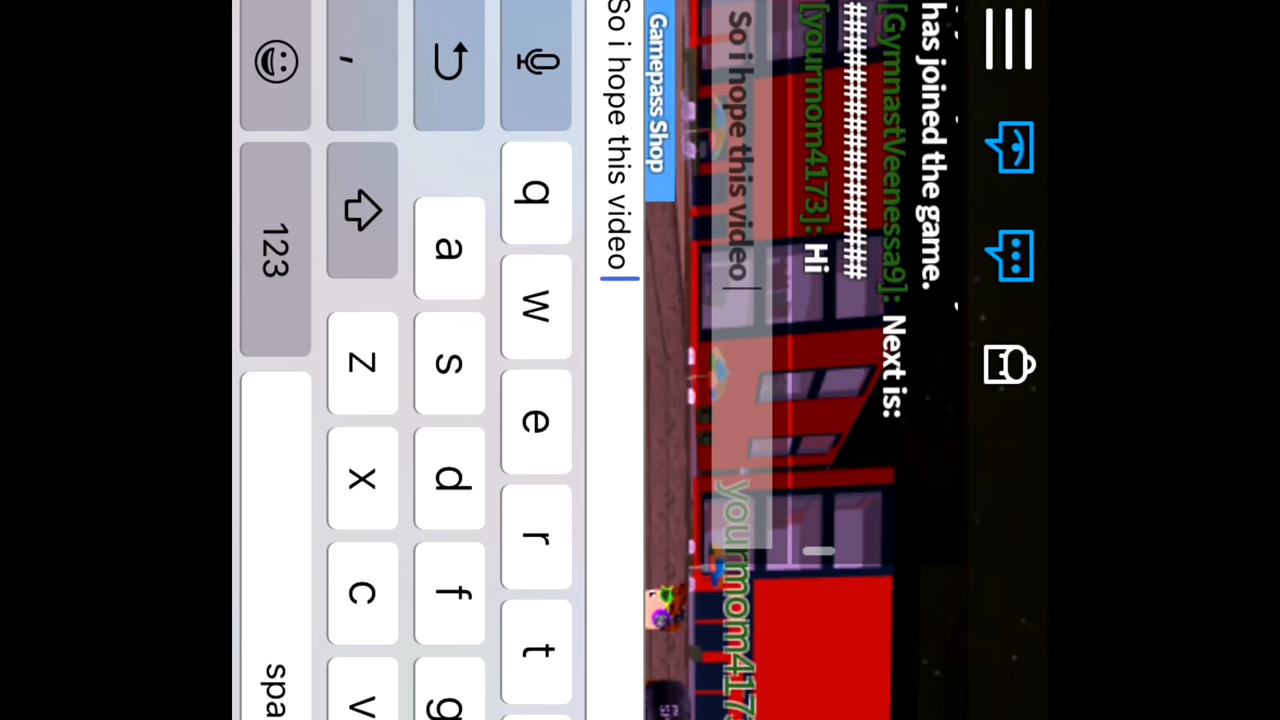 has joined the game.
[GymnastVeenessa9]: Next is:
####################
[yourmom4173]: Hi
So i hope this video
yourmom417
Gamepass Shop
So i hope this video
q w e r t
a s d f g
z x c v
,
123 spa